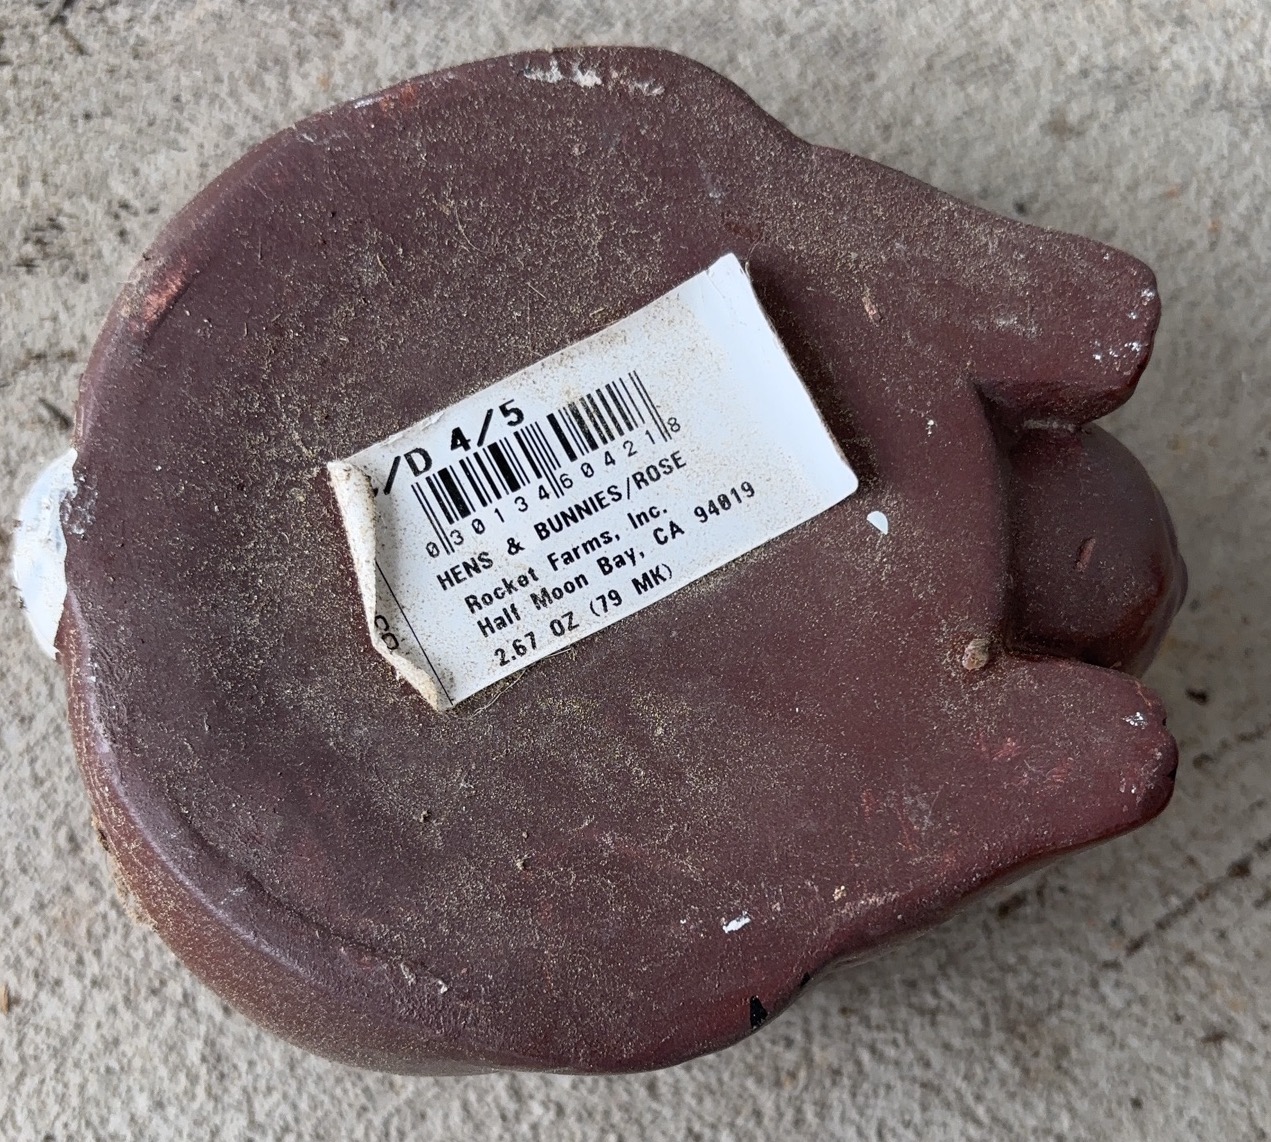 /D 4/5
0 30134 60421 8
HENS & BUNNIES/ROSE
Rocket Farms, Inc.
Half Moon Bay, CA 94019
2.67 OZ (79 MK)
CO